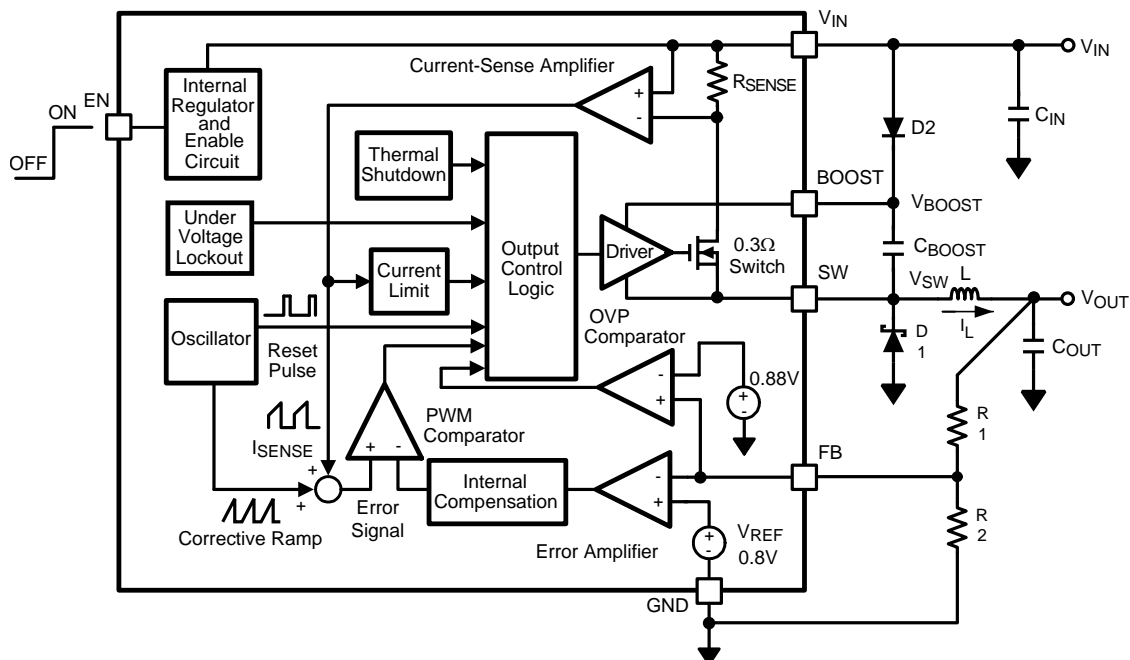 VIN
VIN
Current-Sense Amplifier
RSENSE
+
-
CIN
D2
EN
ON
OFF
Internal
Regulator
and
Enable
Circuit
Thermal
Shutdown
Under
Voltage
Lockout
Current
Limit
Output
Control
Logic
Driver
BOOST
VBOOST
CBOOST
0.3Ω
Switch
SW
VSW
L
IL
VOUT
D
1
COUT
OVP
Comparator
-
+
0.88V
+
-
Oscillator
Reset
Pulse
PWM
Comparator
+
-
ISENSE
+
+
Corrective Ramp
Error
Signal
Internal
Compensation
Error Amplifier
-
+
VREF
0.8V
+
-
FB
R
1
R
2
GND